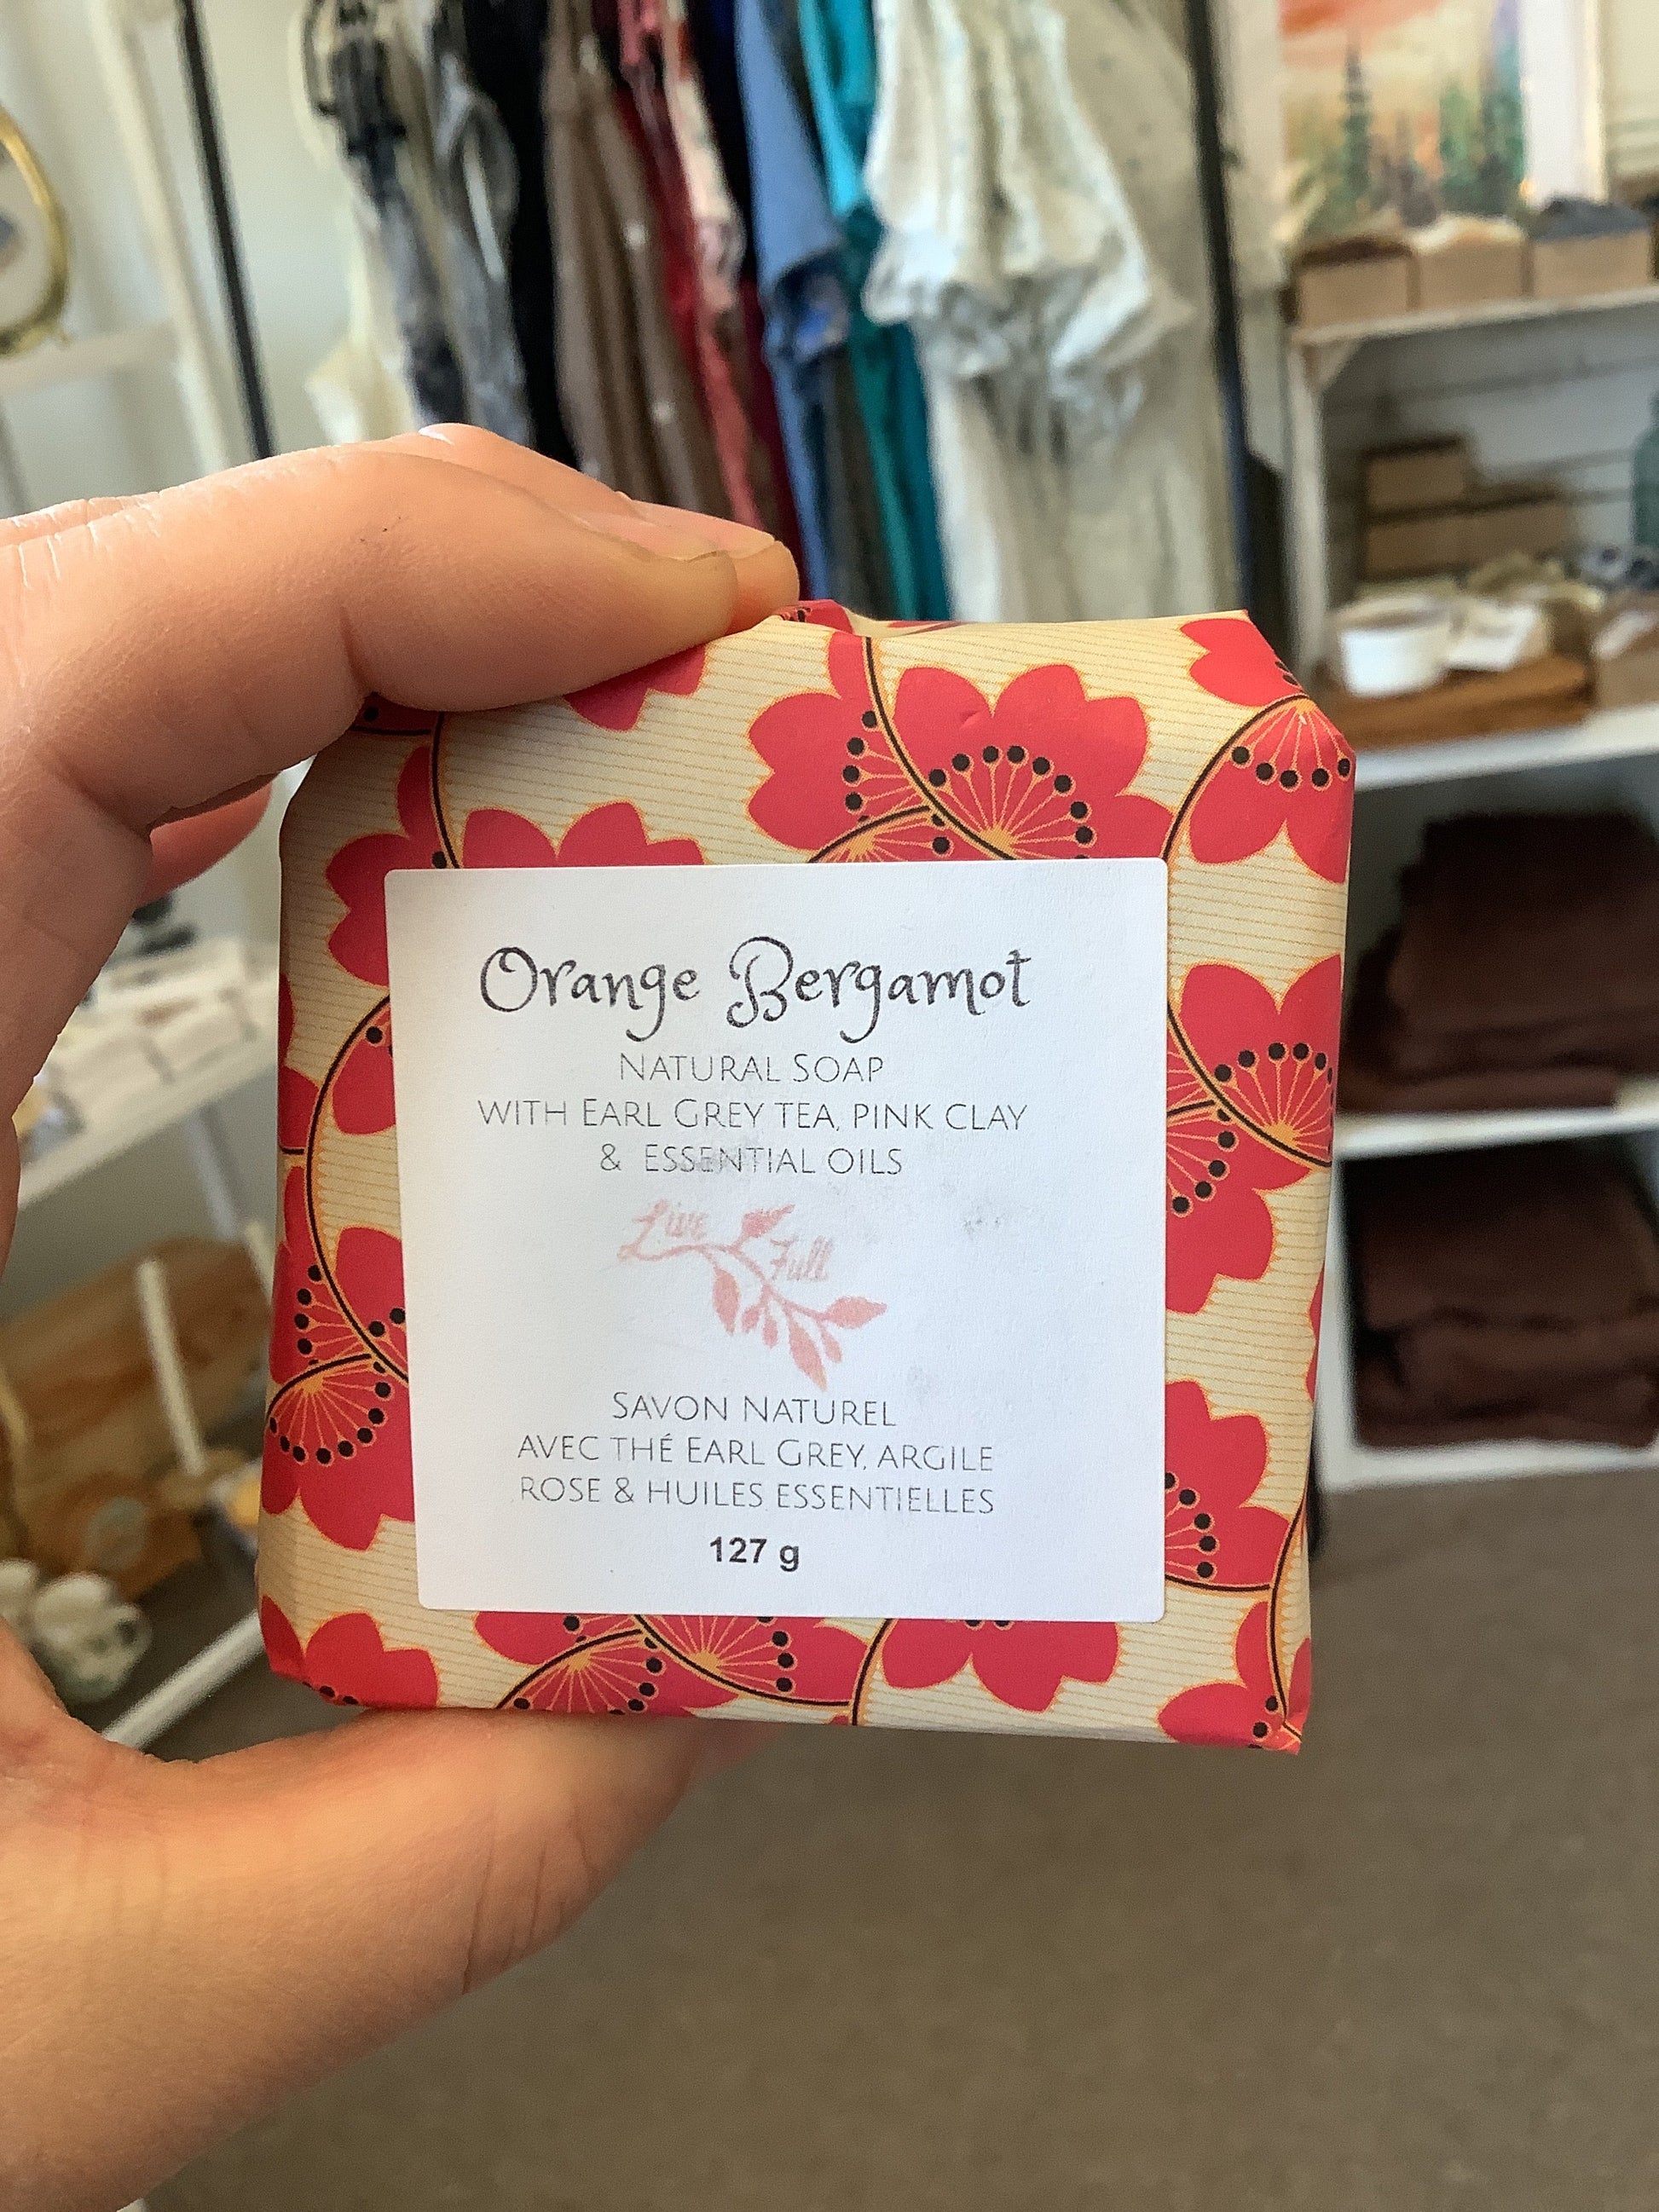 Orange Bergamot
NATURAL SOAP
WITH EARL GREY TEA, PINK CLAY
& ESSENTIAL OILS
Live
Full
SAVON NATUREL
AVEC THÉ EARL GREY, ARGILE
ROSE & HUILES ESSENTIELLES
127 g